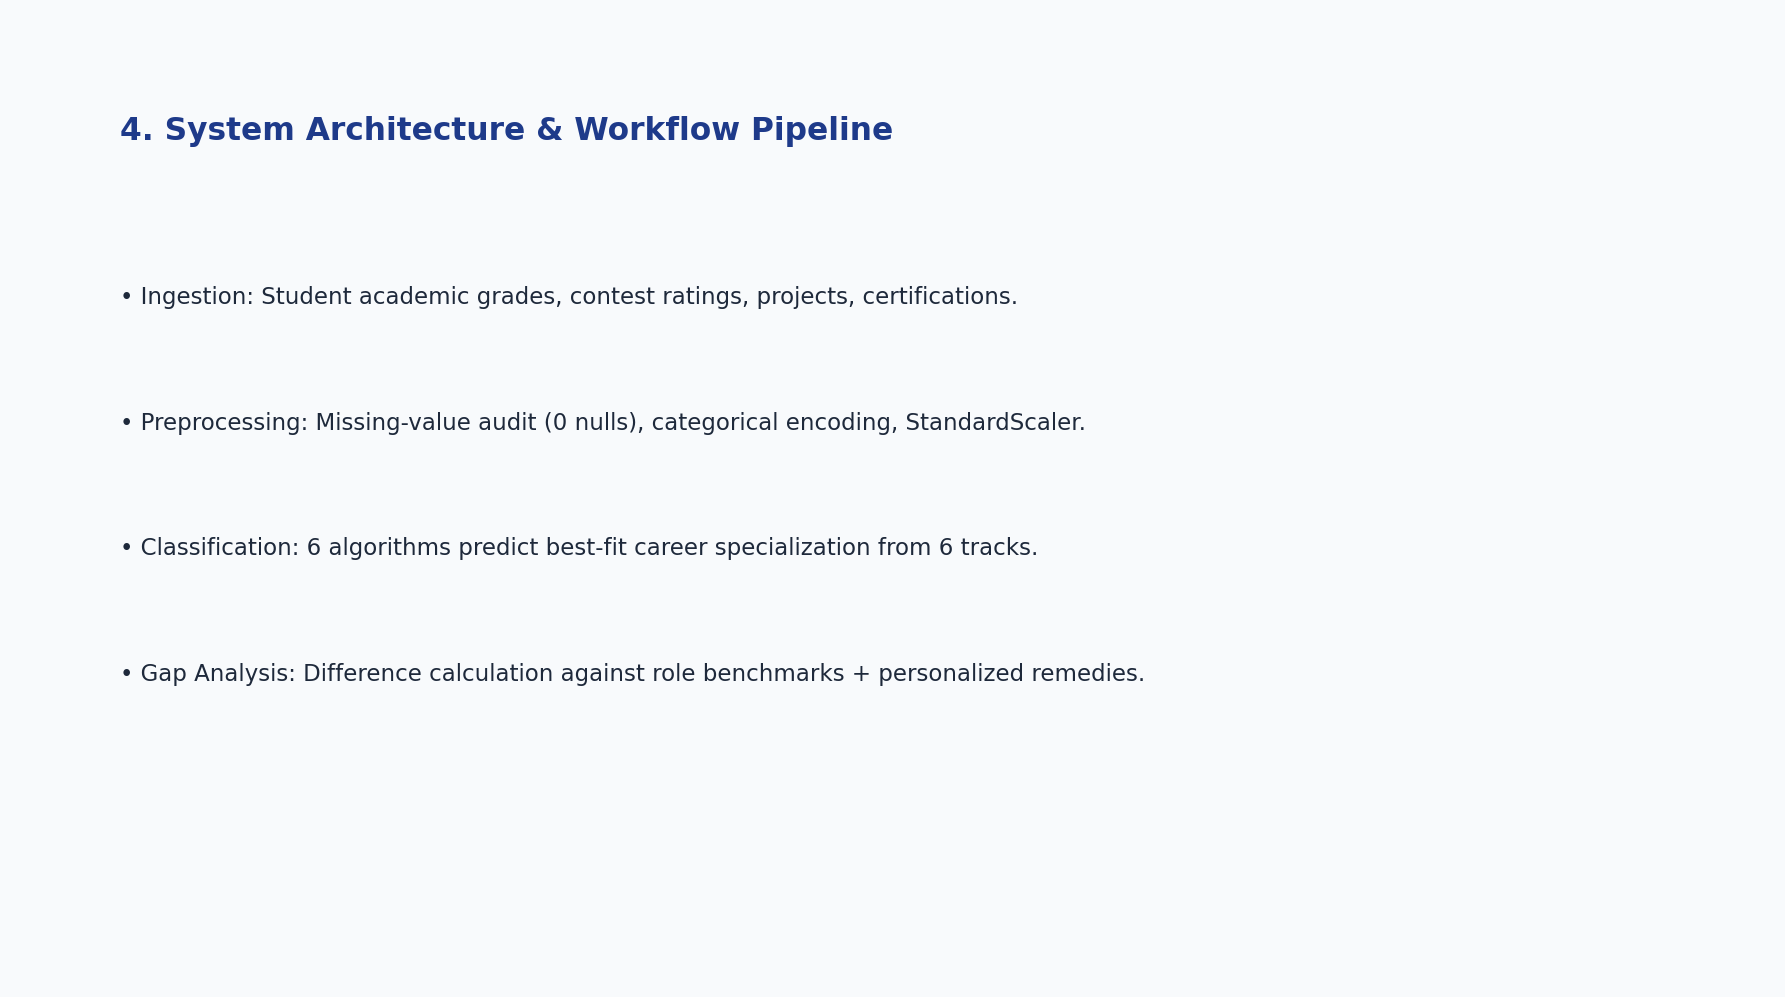 4. System Architecture & Workflow Pipeline
• Ingestion: Student academic grades, contest ratings, projects, certifications.
• Preprocessing: Missing-value audit (0 nulls), categorical encoding, StandardScaler.
• Classification: 6 algorithms predict best-fit career specialization from 6 tracks.
• Gap Analysis: Difference calculation against role benchmarks + personalized remedies.